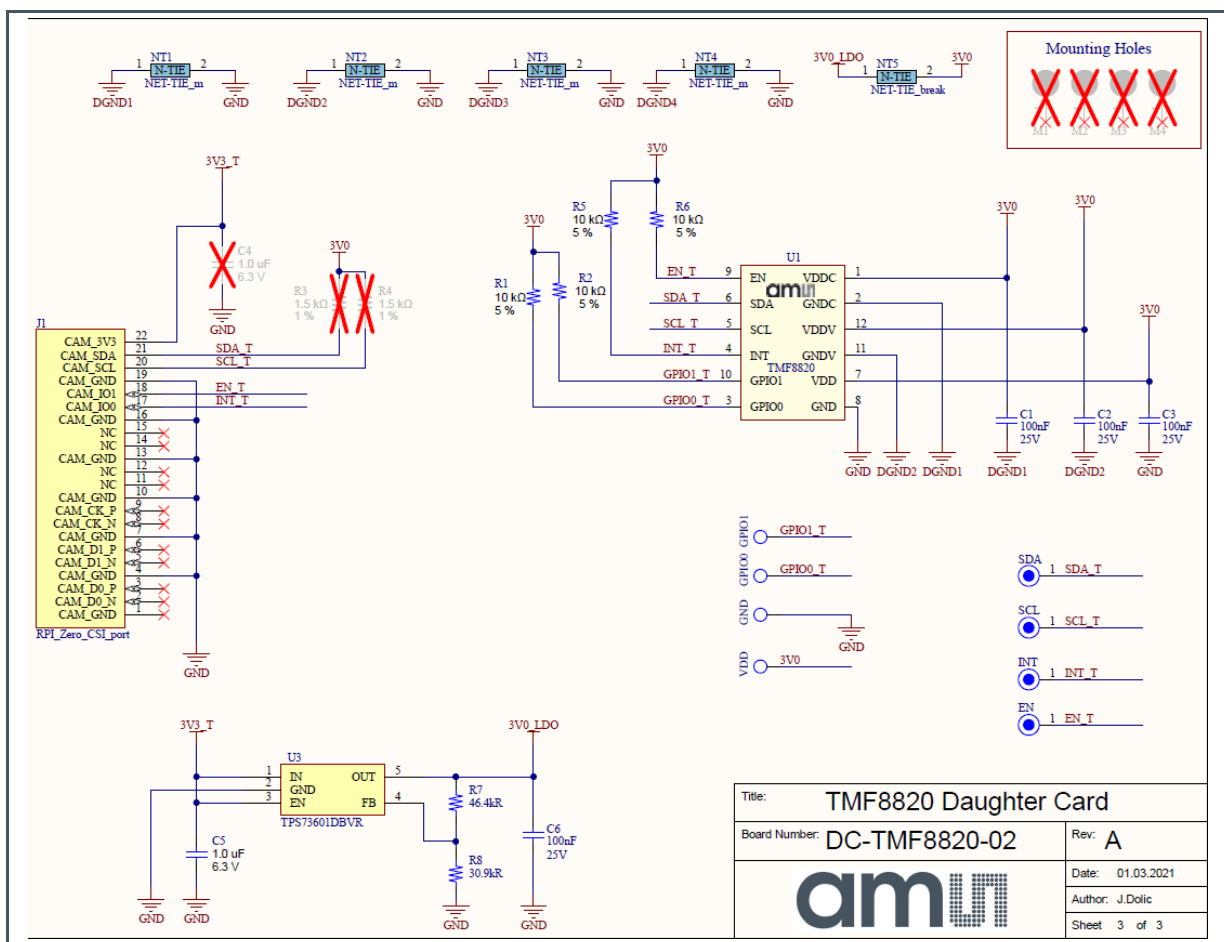 NT1 NT2 NT3 NT4
1 N-TIE 2 1 N-TIE 2 1 N-TIE 2 1 N-TIE 2
NET-TIE_m NET-TIE_m NET-TIE_m NET-TIE_m
DGND1 GND DGND2 GND DGND3 GND DGND4 GND
3V0_LDO NT5 3V0
1 N-TIE 2
NET-TIE_break
Mounting Holes
M1 M2 M3 M4
3V3_T
C4
1.0 uF
6.3 V
GND
3V0
R3
1.5 kΩ
1 %
R4
1.5 kΩ
1 %
J1
CAM_3V3 22
CAM_SDA 21 SDA_T
CAM_SCL 20 SCL_T
CAM_GND 19
CAM_IO1 18 EN_T
CAM_IO0 17 INT_T
CAM_GND 16
NC 15
NC 14
CAM_GND 13
NC 12
NC 11
CAM_GND 10
CAM_CK_P 9
CAM_CK_N 8
CAM_GND 7
CAM_D1_P 6
CAM_D1_N 5
CAM_GND 4
CAM_D0_P 3
CAM_D0_N 2
CAM_GND 1
RPI_Zero_CSI_port
GND
3V0
R5
10 kΩ
5 %
R6
10 kΩ
5 %
3V0
R1
10 kΩ
5 %
R2
10 kΩ
5 %
U1
EN_T 9 EN VDDC 1
amu
SDA_T 6 SDA GNDC 2
SCL_T 5 SCL VDDV 12
INT_T 4 INT GNDV 11
TMF8820
GPIO1_T 10 GPIO1 VDD 7
GPIO0_T 3 GPIO0 GND 8
GND DGND2 DGND1
3V0 3V0 3V0
C1
100nF
25V
C2
100nF
25V
C3
100nF
25V
DGND1 DGND2 GND
GPIO1 GPIO1_T
GPIO0 GPIO0_T
GND
GND
VDD 3V0
SDA
1 SDA_T
SCL
1 SCL_T
INT
1 INT_T
EN
1 EN_T
3V3_T
3V0_LDO
U3
1 IN OUT 5
2 GND
3 EN FB 4
TPS73601DBVR
C5
1.0 uF
6.3 V
R7
46.4kR
R8
30.9kR
C6
100nF
25V
GND GND GND GND
Title: TMF8820 Daughter Card
Board Number: DC-TMF8820-02 Rev: A
amu
Date: 01.03.2021
Author: J.Dolic
Sheet 3 of 3